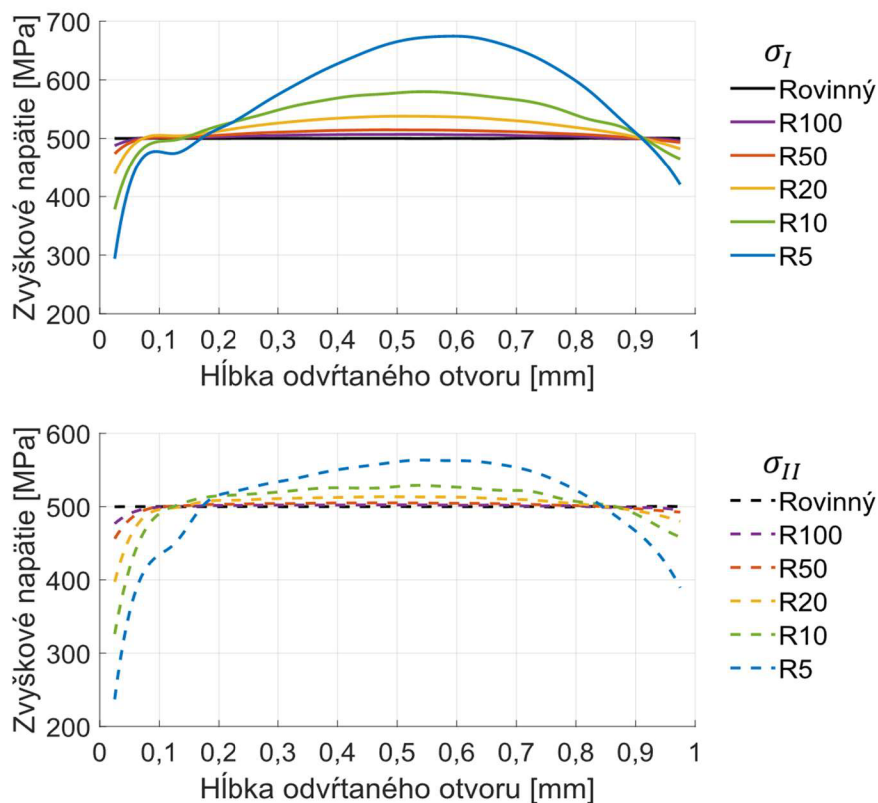 Zvyškové napätie [MPa]
700
600
500
400
300
200
0 0,1 0,2 0,3 0,4 0,5 0,6 0,7 0,8 0,9 1
Hĺbka odvŕtaného otvoru [mm]
σI
Rovinný
R100
R50
R20
R10
R5
Zvyškové napätie [MPa]
600
500
400
300
200
0 0,1 0,2 0,3 0,4 0,5 0,6 0,7 0,8 0,9 1
Hĺbka odvŕtaného otvoru [mm]
σII
Rovinný
R100
R50
R20
R10
R5